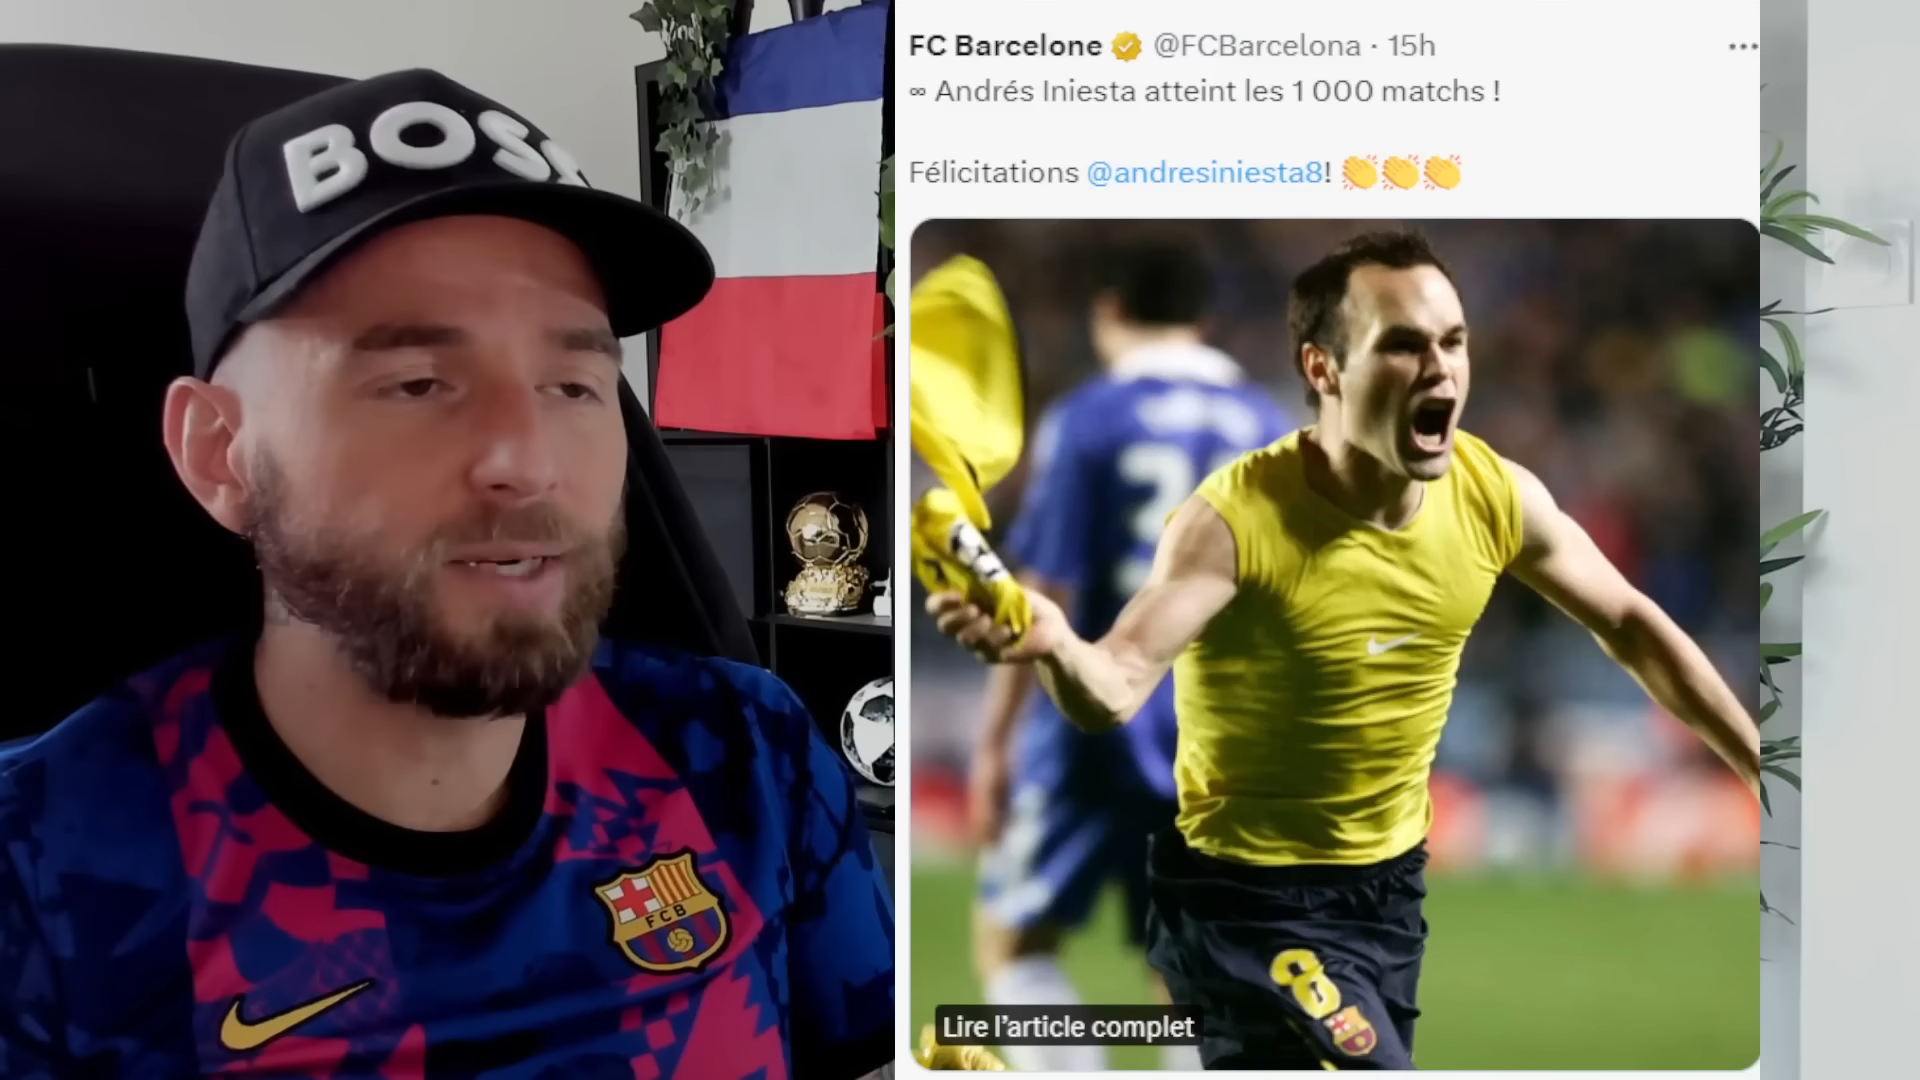 BOSS
FCB
FC Barcelone @FCBarcelona · 15h
∞ Andrés Iniesta atteint les 1 000 matchs !
Félicitations @andresiniesta8! 👏👏👏
8
Lire l'article complet